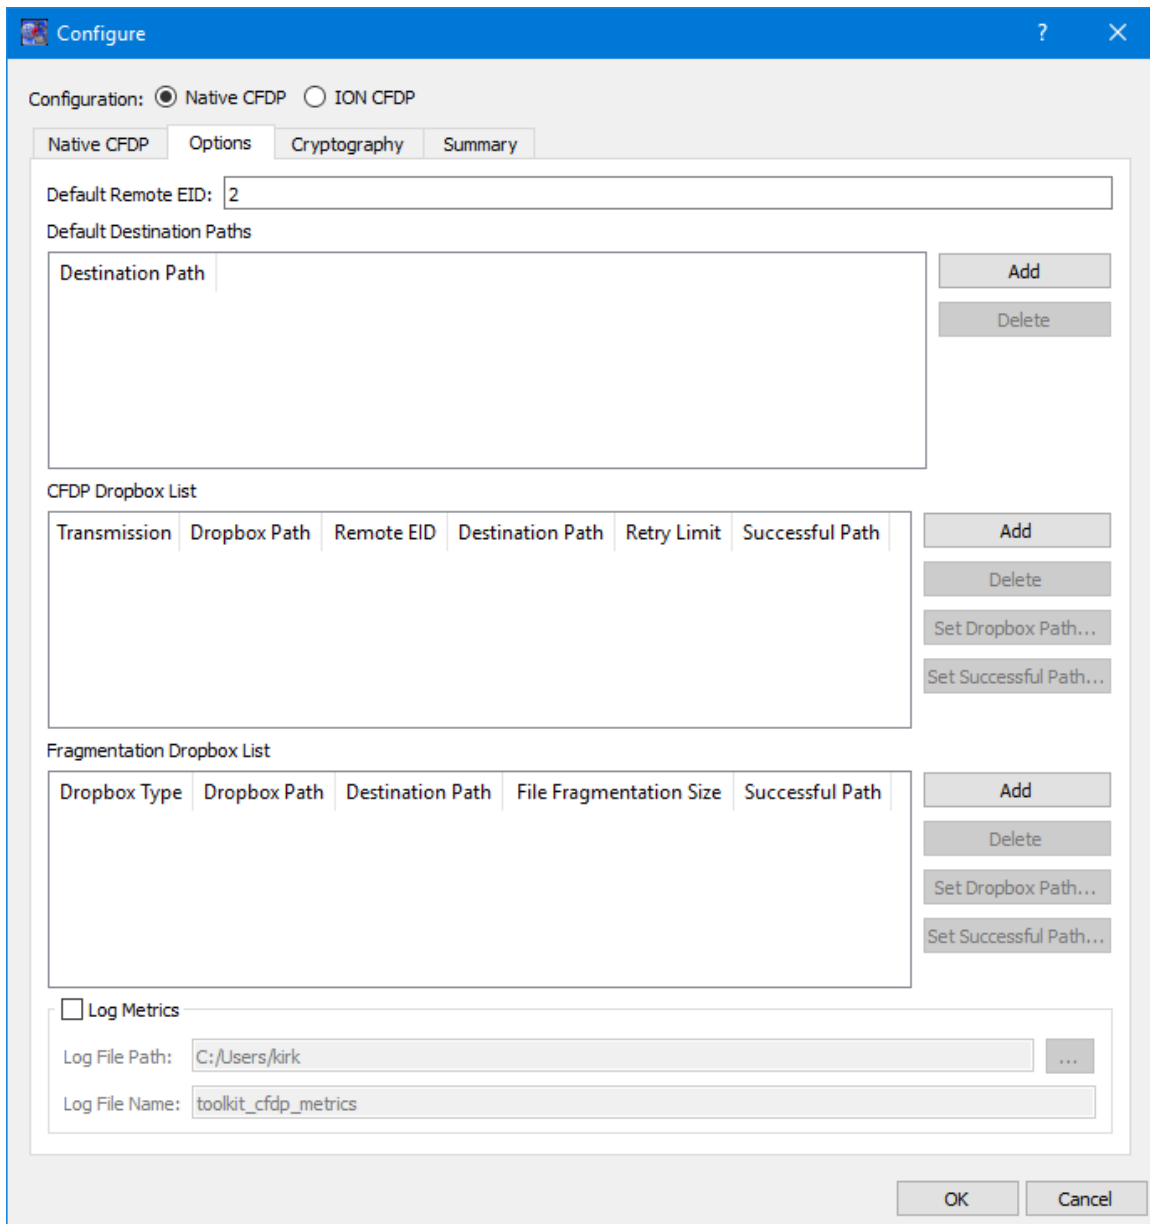 Configure ?
Configuration: Native CFDP ION CFDP
Native CFDP Options Cryptography Summary
Default Remote EID: 2
Default Destination Paths
Destination Path Add
Delete
CFDP Dropbox List
Transmission Dropbox Path Remote EID Destination Path Retry Limit Successful Path Add
Delete
Set Dropbox Path...
Set Successful Path...
Fragmentation Dropbox List
Dropbox Type Dropbox Path Destination Path File Fragmentation Size Successful Path Add
Delete
Set Dropbox Path...
Set Successful Path...
Log Metrics
Log File Path: C:/Users/kirk ...
Log File Name: toolkit_cfdp_metrics
OK Cancel